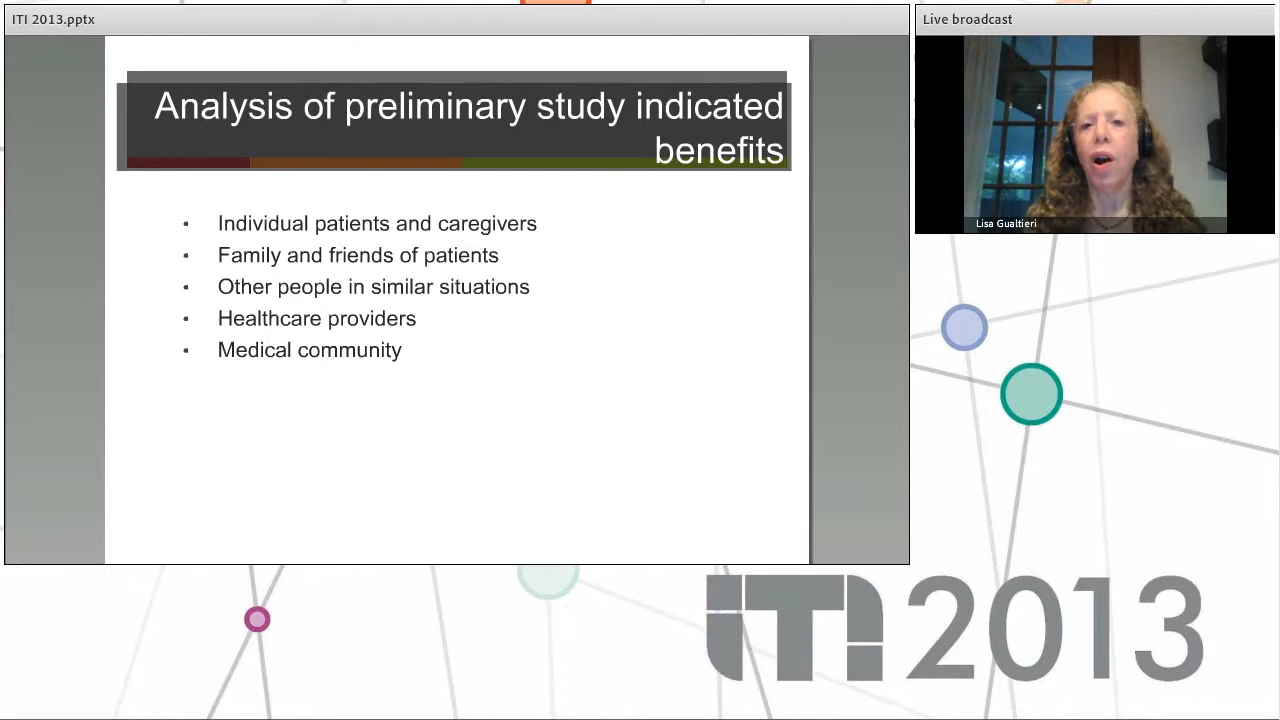 ITI 2013.pptx
Live broadcast
Analysis of preliminary study indicated
benefits
• Individual patients and caregivers
• Family and friends of patients
• Other people in similar situations
• Healthcare providers
• Medical community
Lisa Gualtieri
iTi 2013